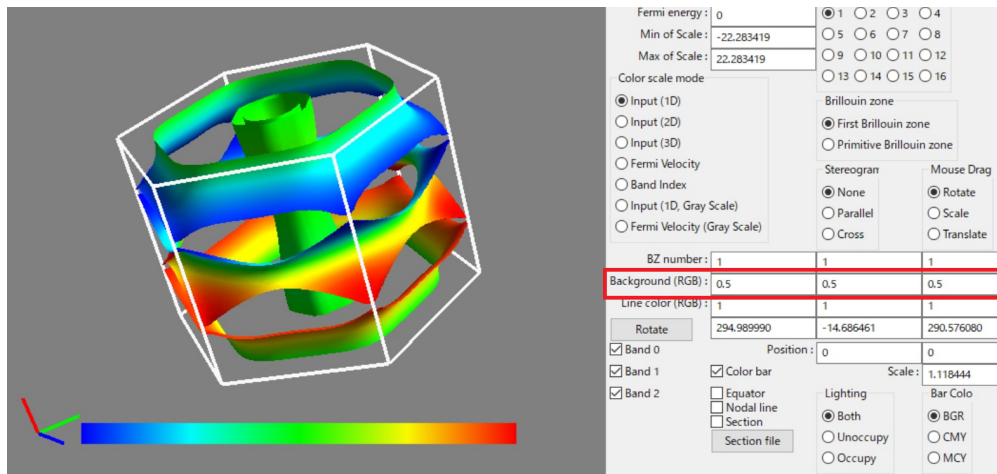 Fermi energy : 0
1 2 3 4
Min of Scale : -22.283419
5 6 7 8
Max of Scale : 22.283419
9 10 11 12
13 14 15 16
Color scale mode
Input (1D)
Input (2D)
Input (3D)
Fermi Velocity
Band Index
Input (1D, Gray Scale)
Fermi Velocity (Gray Scale)
Brillouin zone
First Brillouin zone
Primitive Brillouin zone
Stereogran
None
Parallel
Cross
Mouse Drag
Rotate
Scale
Translate
BZ number : 1 1 1
Background (RGB) : 0.5 0.5 0.5
Line color (RGB) : 1 1 1
Rotate 294.989990 -14.686461 290.576080
Band 0 Position : 0 0
Band 1 Color bar Scale : 1.118444
Band 2
Equator
Nodal line
Section
Section file
Lighting
Both
Unoccupy
Occupy
Bar Colo
BGR
CMY
MCY